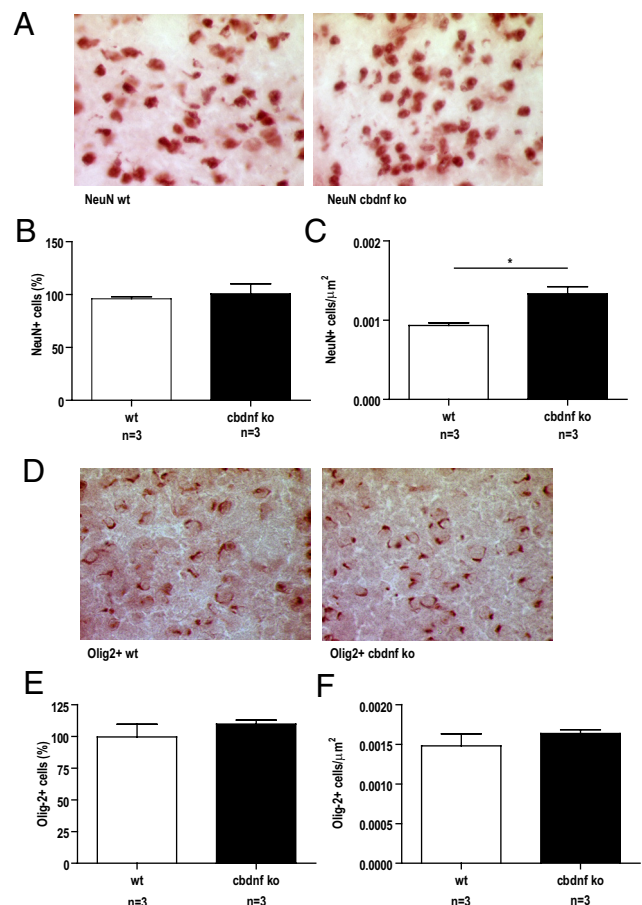 A
NeuN wt
NeuN cbdnf ko
B
NeuN+ cells (%)
150
100
50
0
wt
n=3
cbdnf ko
n=3
C
NeuN+ cells/μm²
0.002
0.001
0.000
*
wt
n=3
cbdnf ko
n=3
D
Olig2+ wt
Olig2+ cbdnf ko
E
Olig-2+ cells (%)
125
100
75
50
25
0
wt
n=3
cbdnf ko
n=3
F
Olig-2+ cells/μm²
0.0020
0.0015
0.0010
0.0005
0.0000
wt
n=3
cbdnf ko
n=3